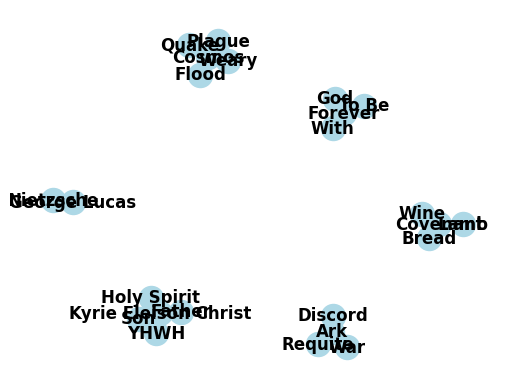 Plague
Quake
Cosmos
Weary
Flood
God
To Be
Forever
With
Nietzsche
George Lucas
Wine
Covenant
Lamb
Bread
Holy Spirit
Father
Kyrie Eleison Christ
Son
YHWH
Discord
Ark
Requite
War